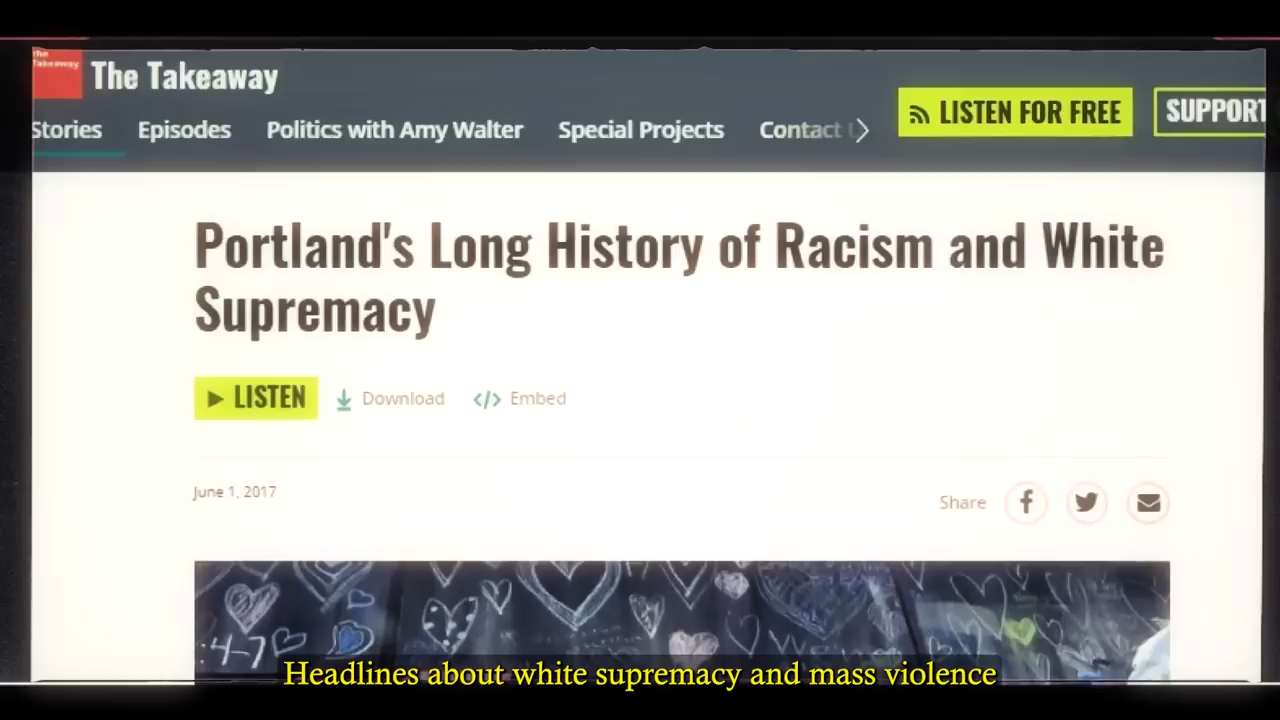 the
Takeaway
The Takeaway
Stories Episodes Politics with Amy Walter Special Projects Contact
LISTEN FOR FREE
SUPPORT
Portland's Long History of Racism and White
Supremacy
LISTEN Download Embed
June 1, 2017
Share
:4-7
Headlines about white supremacy and mass violence